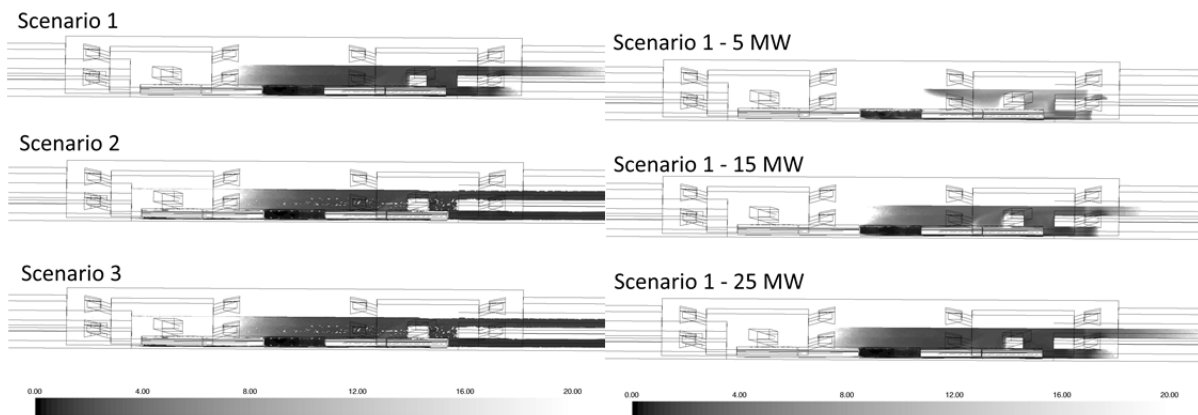 Scenario 1
Scenario 2
Scenario 3
0.00 4.00 8.00 12.00 16.00 20.00
Scenario 1 - 5 MW
Scenario 1 - 15 MW
Scenario 1 - 25 MW
0.00 4.00 8.00 12.00 16.00 20.00